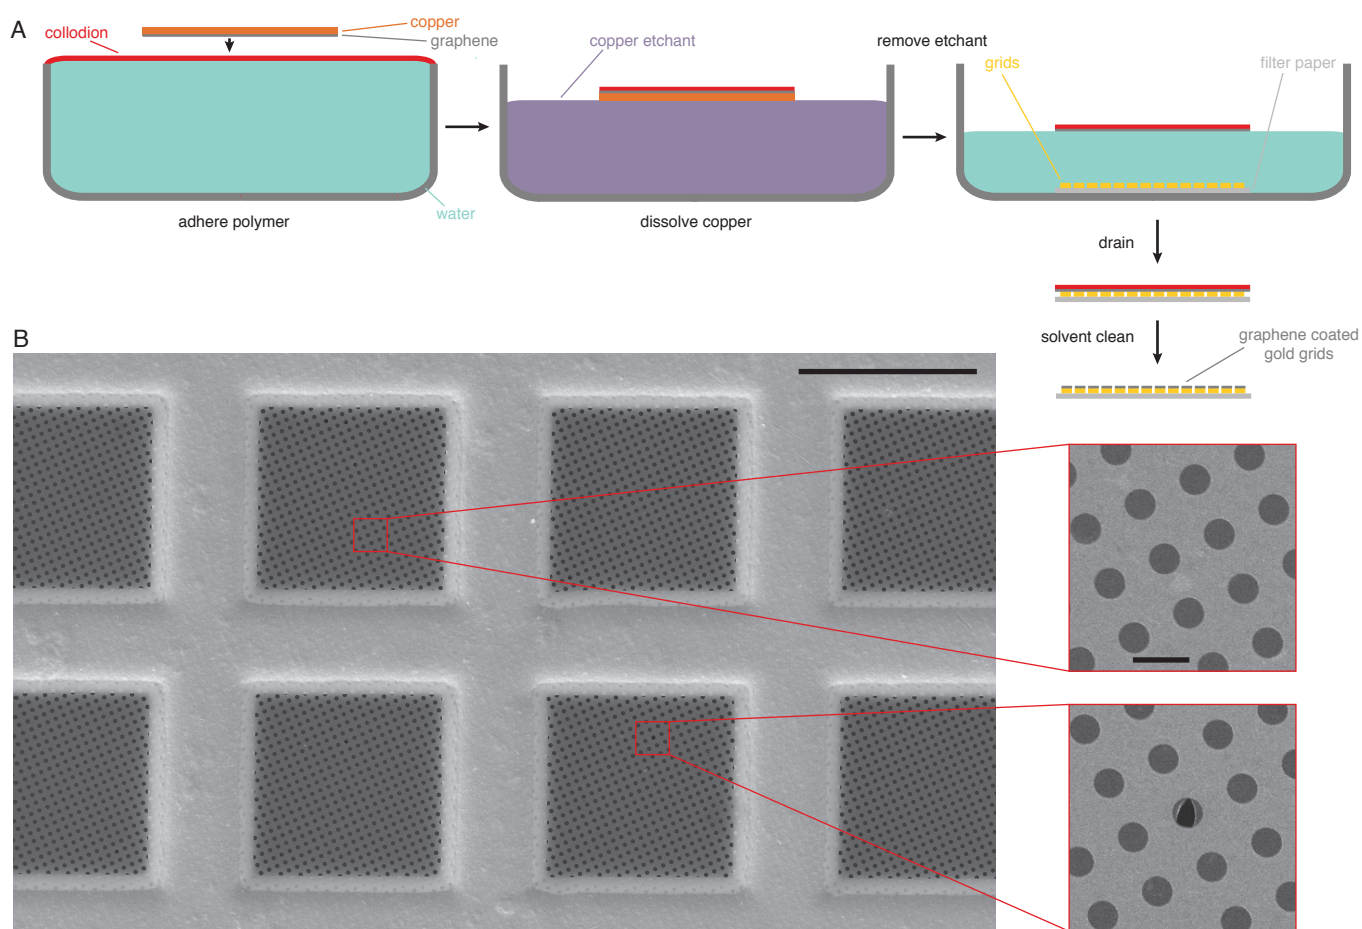 A
collodion
copper
graphene
copper etchant
remove etchant
grids
filter paper
water
adhere polymer
dissolve copper
drain
solvent clean
graphene coated
gold grids
B